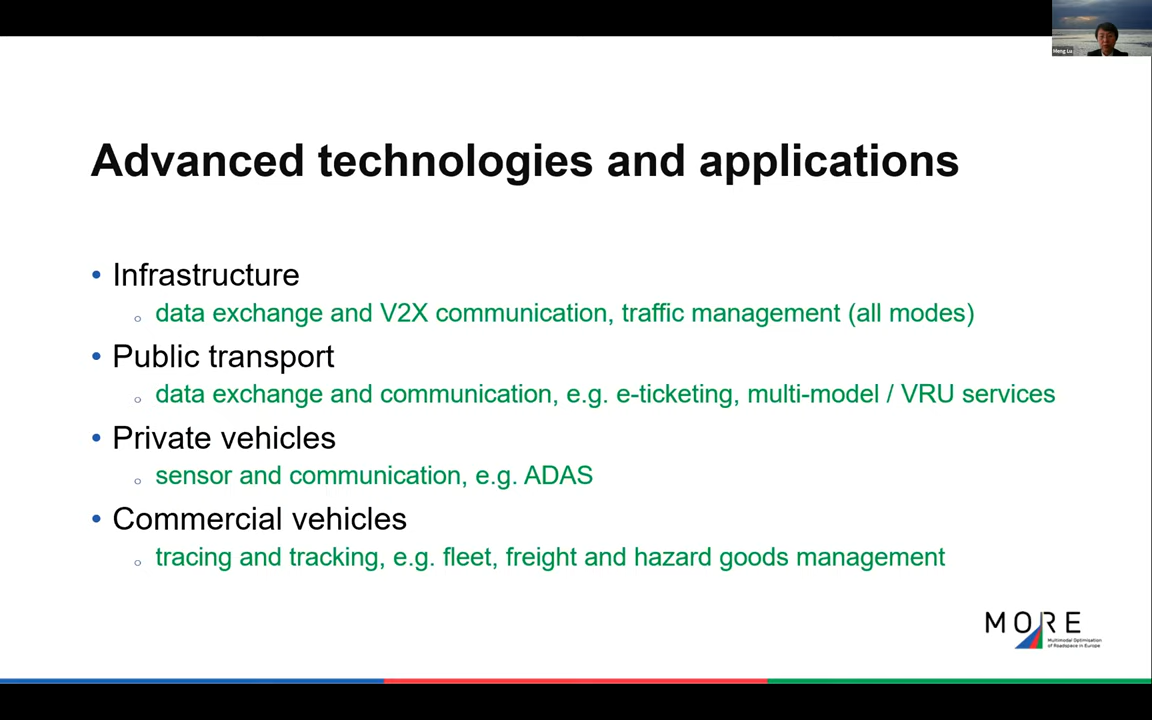 Meng Lu
Advanced technologies and applications
• Infrastructure
o data exchange and V2X communication, traffic management (all modes)
• Public transport
o data exchange and communication, e.g. e-ticketing, multi-model / VRU services
• Private vehicles
o sensor and communication, e.g. ADAS
• Commercial vehicles
o tracing and tracking, e.g. fleet, freight and hazard goods management
MORE
Multimodal Optimisation
of Roadspace in Europe